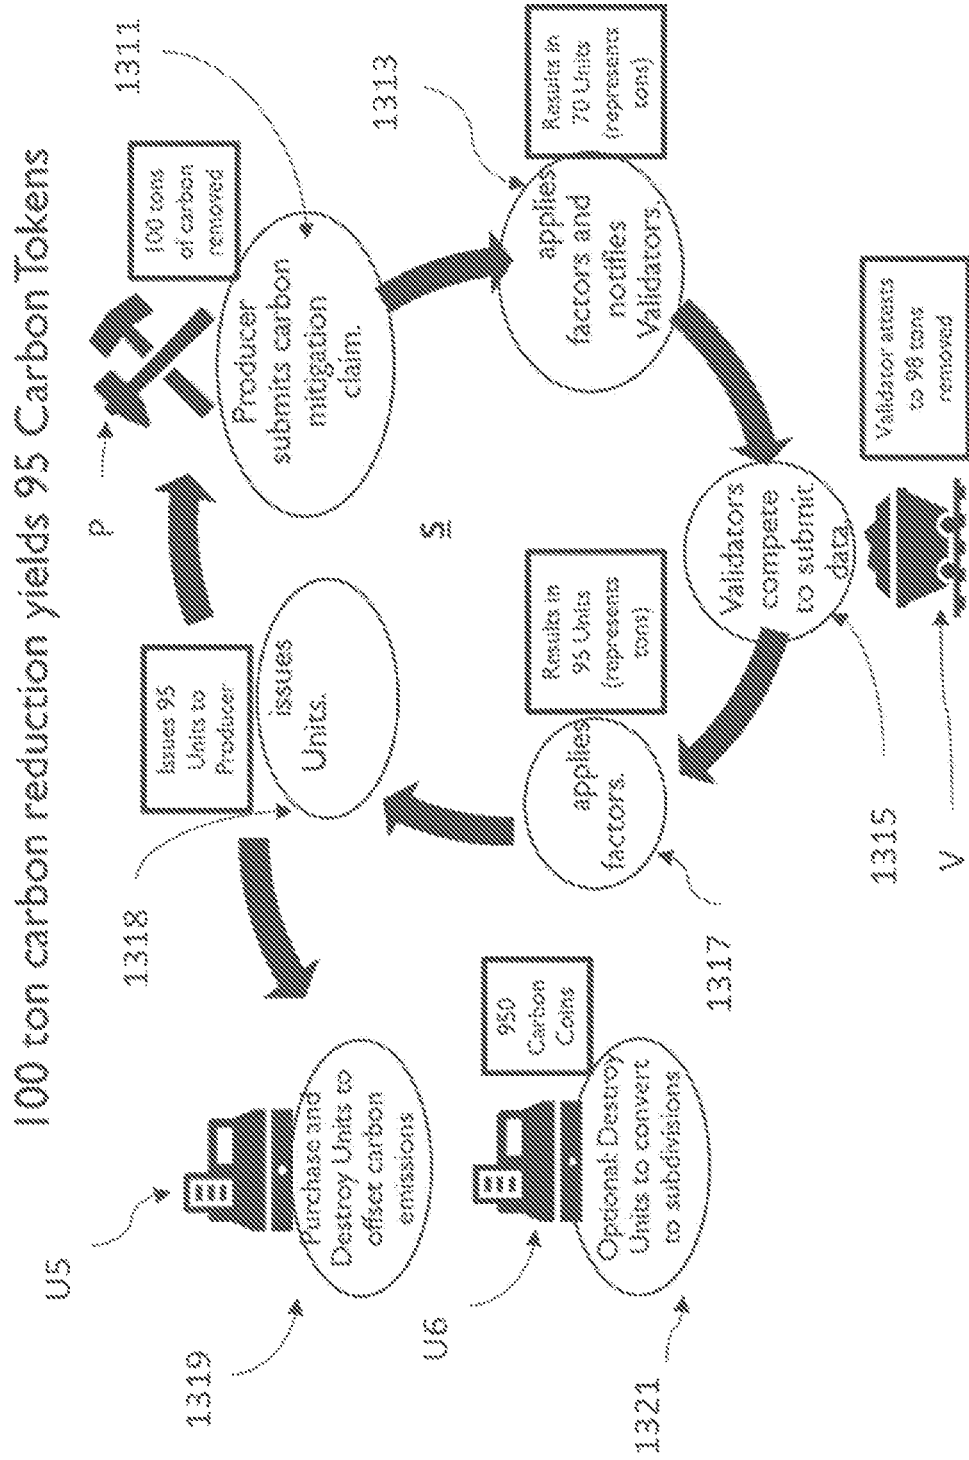 100 ton carbon reduction yields 95 Carbon Tokens
U5
1319
Purchase and
Destroy Units to
offset carbon
emissions
U6
1321
Optional: Destroy
Units to convert
to subdivisions
950
Carbon
Coins
1318
Issues 95
Units to
Producer
issues
Units.
P
100 tons
of carbon
removed
1311
Producer
submits carbon
mitigation
claim.
S
1313
Results in
70 Units
(represents
tons)
applies
factors and
notifies
Validators.
1317
Results in
95 Units
(represents
tons)
applies
factors.
1315
Validators
compete
to submit
data.
V
Validator attests
to 98 tons
removed